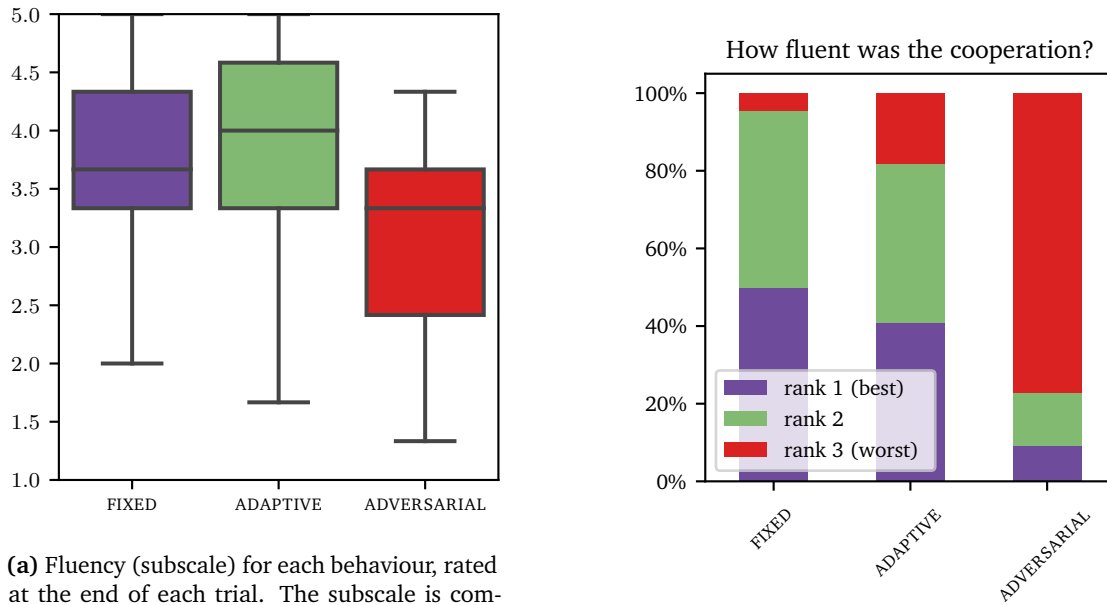 5.0
4.5
4.0
3.5
3.0
2.5
2.0
1.5
1.0
FIXED ADAPTIVE ADVERSARIAL
(a) Fluency (subscale) for each behaviour, rated
at the end of each trial. The subscale is com-
How fluent was the cooperation?
100%
80%
60%
40%
20%
0%
rank 1 (best)
rank 2
rank 3 (worst)
FIXED
ADAPTIVE
ADVERSARIAL